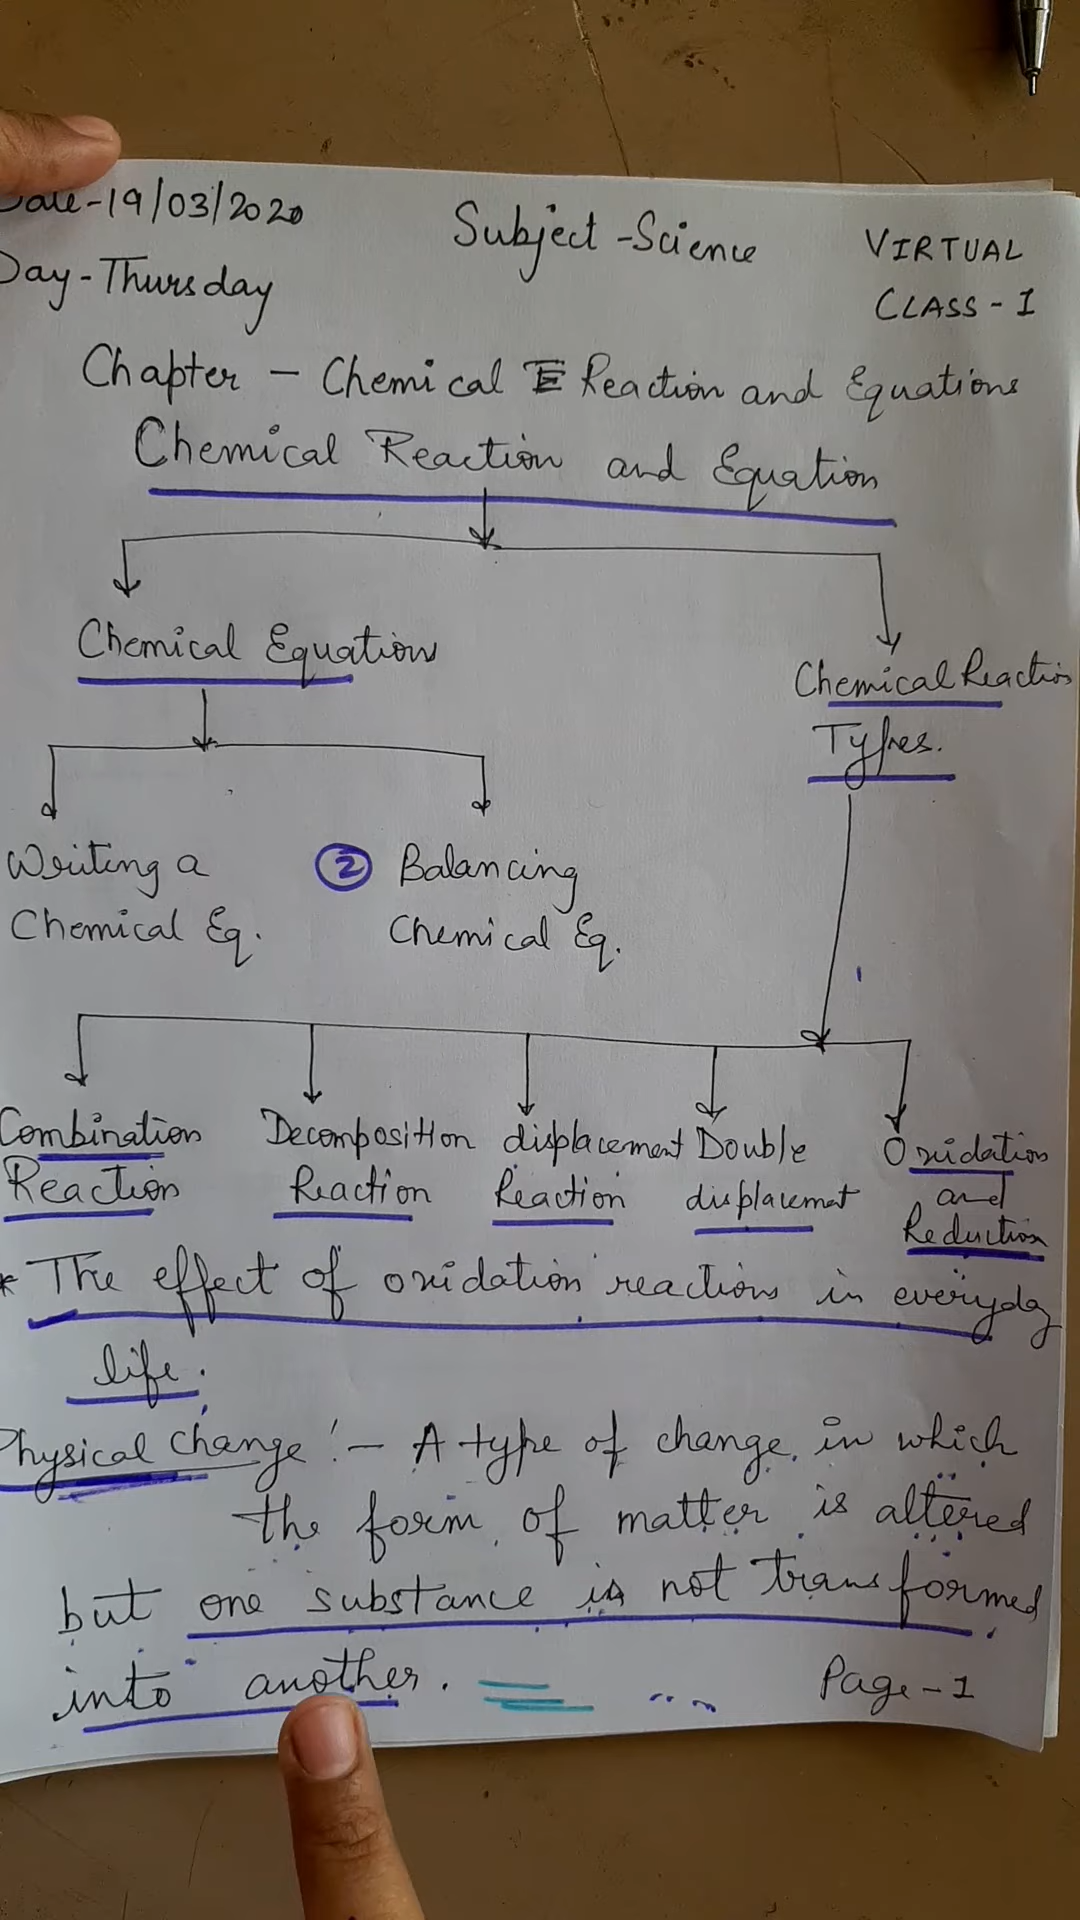 Date-19/03/2020
Subject-Science
VIRTUAL
CLASS-I
Day-Thursday
Chapter - Chemical E Reaction and Equations
Chemical Reaction and Equation
Chemical Equation
Chemical Reaction
Types.
Writing a
Chemical Eq.
2 Balancing
Chemical Eq.
Combination
Reaction
Decomposition
Reaction
displacement
Reaction
Double
displacemet
Oxidation
and
Reduction
* The effect of oxidation reactions in everyday
life.
Physical change :- A type of change in which
the form of matter is altered
but one substance is not transformed
into another.
Page-1